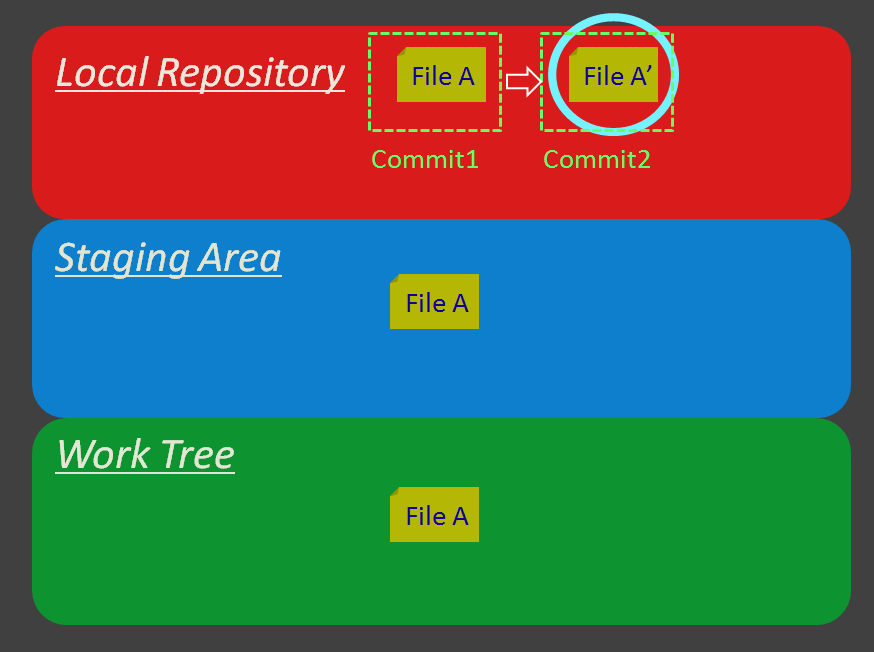 Local Repository
File A
File A’
Commit1
Commit2
Staging Area
File A
Work Tree
File A